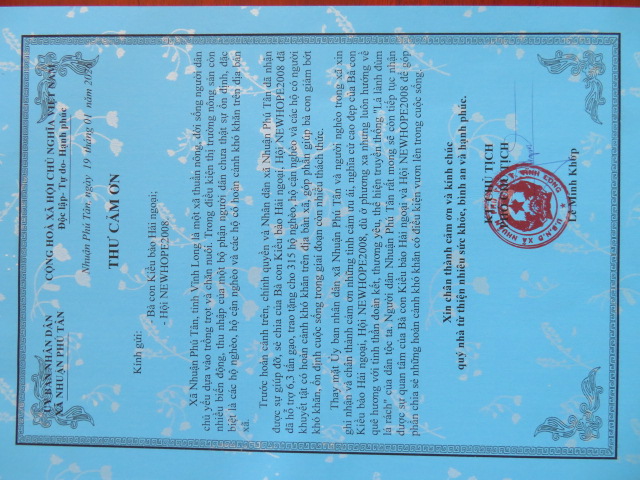 ỦY BAN NHÂN DÂN
XÃ NHUẬN PHÚ TÂN
CỘNG HOÀ XÃ HỘI CHỦ NGHĨA VIỆT NAM
Độc lập- Tự do- Hạnh phúc
Nhuận Phú Tân, ngày 19 tháng 01 năm
THƯ CẢM ƠN
Kính gửi:
- Bà con Kiều bào Hải ngoại;
- Hội NEWHOPE2008.
Xã Nhuận Phú Tân, tỉnh Vĩnh Long là một xã thuần nông, đời sống người dân
chủ yếu dựa vào trồng trọt và chăn nuôi. Trong điều kiện thị trường nông sản còn
nhiều biến động, thu nhập của một bộ phận người dân chưa thật sự ổn định, đặc
biệt là các hộ nghèo, hộ cận nghèo và các hộ có hoàn cảnh khó khăn trên địa bàn
xã.
Trước hoàn cảnh trên, chính quyền và Nhân dân xã Nhuận Phú Tân đã nhận
được sự giúp đỡ, sẻ chia của Bà con Kiều bào Hải ngoại, Hội NEWHOPE2008 đã
đã hỗ trợ 6,3 tấn gạo, trao tặng cho 315 hộ nghèo, hộ cận nghèo và các hộ có người
khuyết tật có hoàn cảnh khó khăn trên địa bàn xã, góp phần giúp bà con giảm bớt
khó khăn, ổn định cuộc sống trong giai đoạn còn nhiều thách thức.
Thay mặt Ủy ban nhân dân xã Nhuận Phú Tân và người nghèo trong xã xin
ghi nhận và chân thành cảm ơn những tình cảm nhân ái, nghĩa cử cao đẹp của Bà con
Kiều bào Hải ngoại, Hội NEWHOPE2008, dù ở phương xa nhưng luôn hướng về
quê hương với tinh thần đoàn kết, thương yêu, thể hiện truyền thống "Lá lành đùm
lá rách" của dân tộc ta. Người dân Nhuận Phú Tân rất mong sẽ còn tiếp tục nhận
được sự quan tâm của Bà con Kiều bào Hải ngoại và Hội NEWHOPE2008 để góp
phần chia sẻ những hoàn cảnh khó khăn có điều kiện vươn lên trong cuộc sống.
Xin chân thành cảm ơn và kính chúc
quý nhà từ thiện nhiều sức khỏe, bình an và hạnh phúc.
KT. CHỦ TỊCH
PHÓ CHỦ TỊCH
Lê Minh Khốp